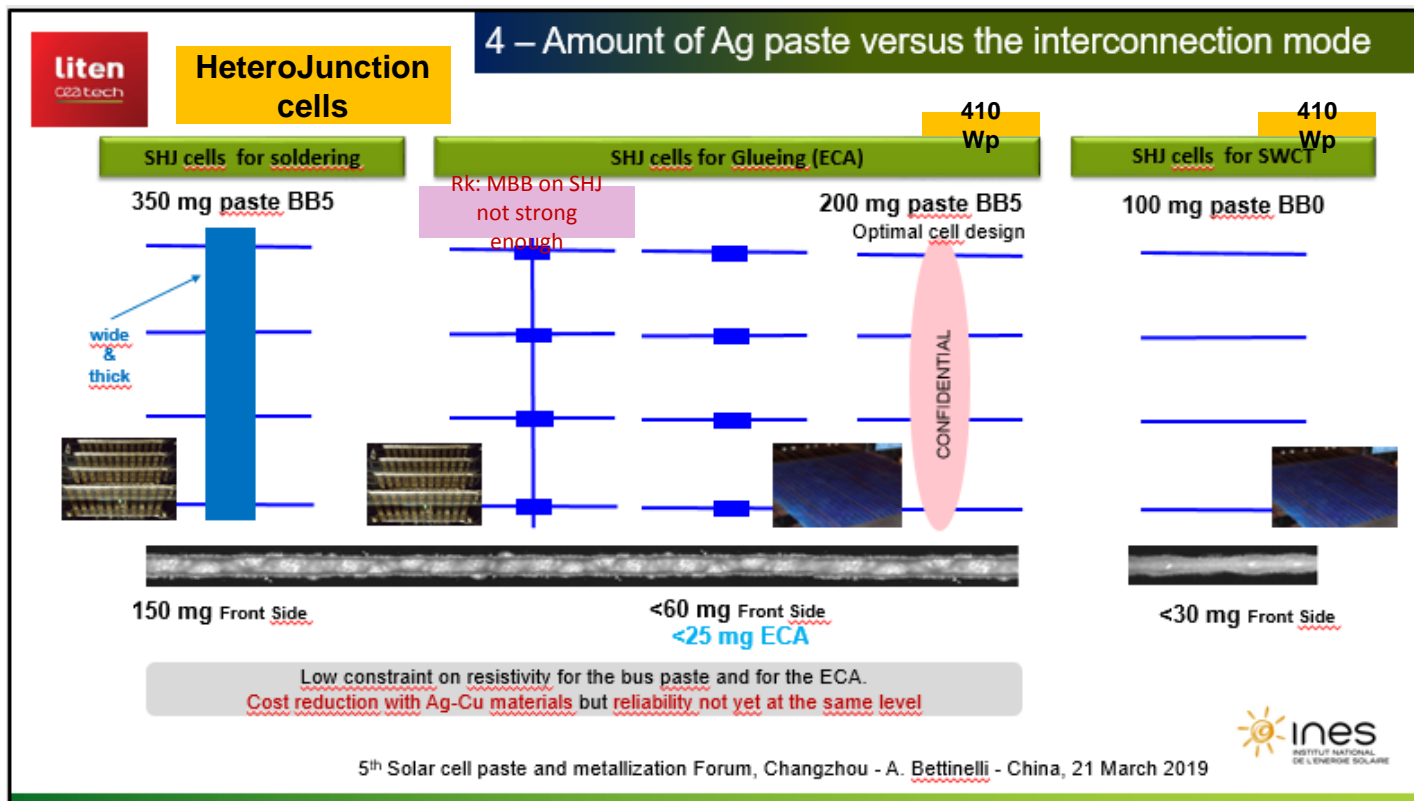 4 – Amount of Ag paste versus the interconnection mode
liten
ceatech
HeteroJunction
cells
410
Wp
410
Wp
SHJ cells for soldering
SHJ cells for Glueing (ECA)
SHJ cells for SWCT
350 mg paste BB5
Rk: MBB on SHJ
not strong
enough
200 mg paste BB5
Optimal cell design
100 mg paste BB0
wide
&
thick
CONFIDENTIAL
150 mg Front Side
<60 mg Front Side
<25 mg ECA
<30 mg Front Side
Low constraint on resistivity for the bus paste and for the ECA.
Cost reduction with Ag-Cu materials but reliability not yet at the same level
ines
INSTITUT NATIONAL
DE L'ENERGIE SOLAIRE
5th Solar cell paste and metallization Forum, Changzhou - A. Bettinelli - China, 21 March 2019